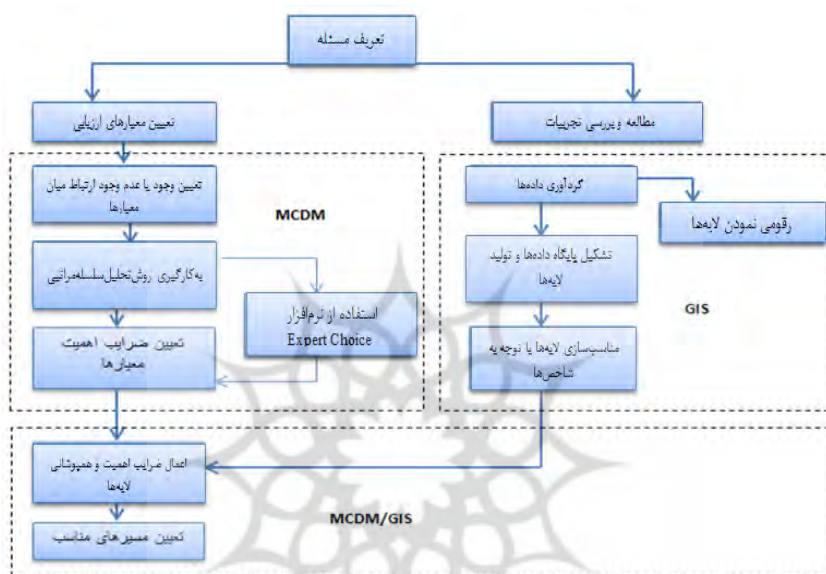 تعریف مسئله
تعیین معیارهای ارزیابی
مطالعه و بررسی تجربیات
تعیین وجود یا عدم وجود ارتباط میان
معیارها
MCDM
گردآوری داده‌ها
رقومی نمودن لایه‌ها
به‌کارگیری روش تحلیل سلسله‌مراتبی
تشکیل پایگاه داده‌ها و تولید
لایه‌ها
GIS
استفاده از نرم‌افزار
Expert Choice
تعیین ضرایب اهمیت
معیارها
مناسب‌سازی لایه‌ها با توجه به
شاخص‌ها
اعمال ضرایب اهمیت و همپوشانی
لایه‌ها
MCDM/GIS
تعیین مسیرهای مناسب